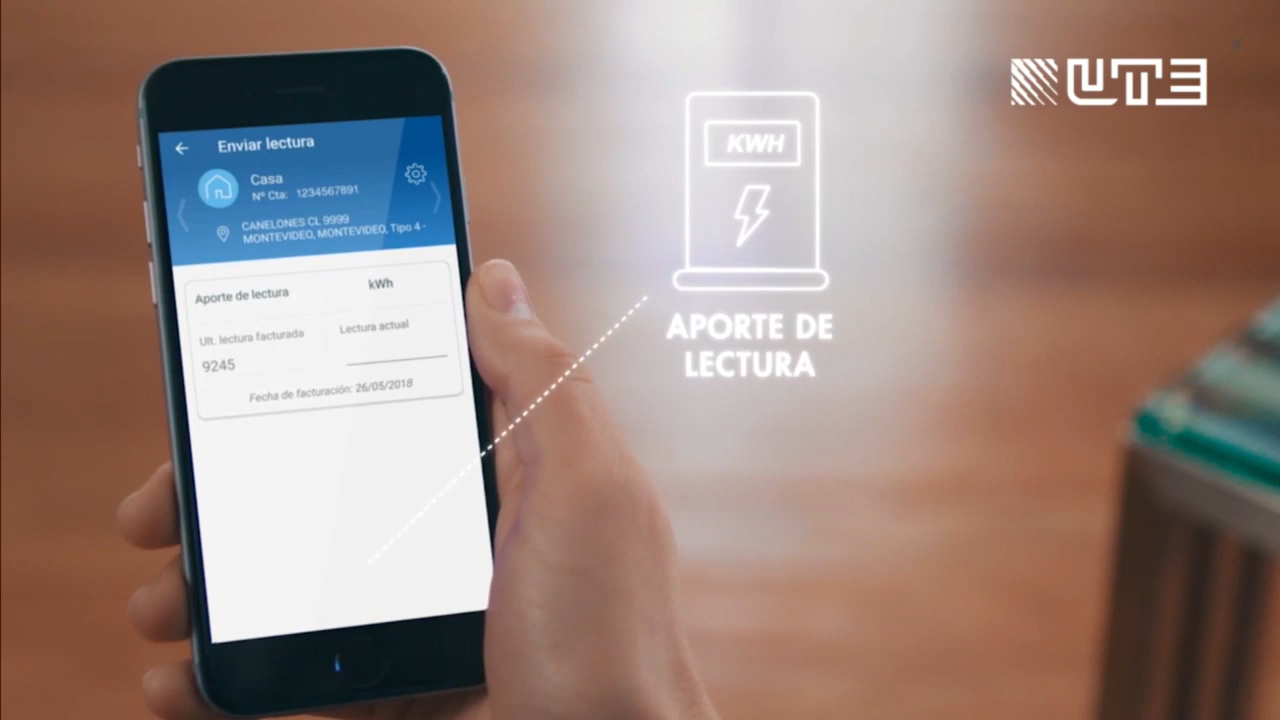 UTE
Enviar lectura
Casa
Nº Cta: 1234567891
CANELONES CL 9999
MONTEVIDEO, MONTEVIDEO, Tipo 4 -
Aporte de lectura kWh
Ult. lectura facturada Lectura actual
9245
Fecha de facturación: 26/05/2018
KWH
APORTE DE
LECTURA